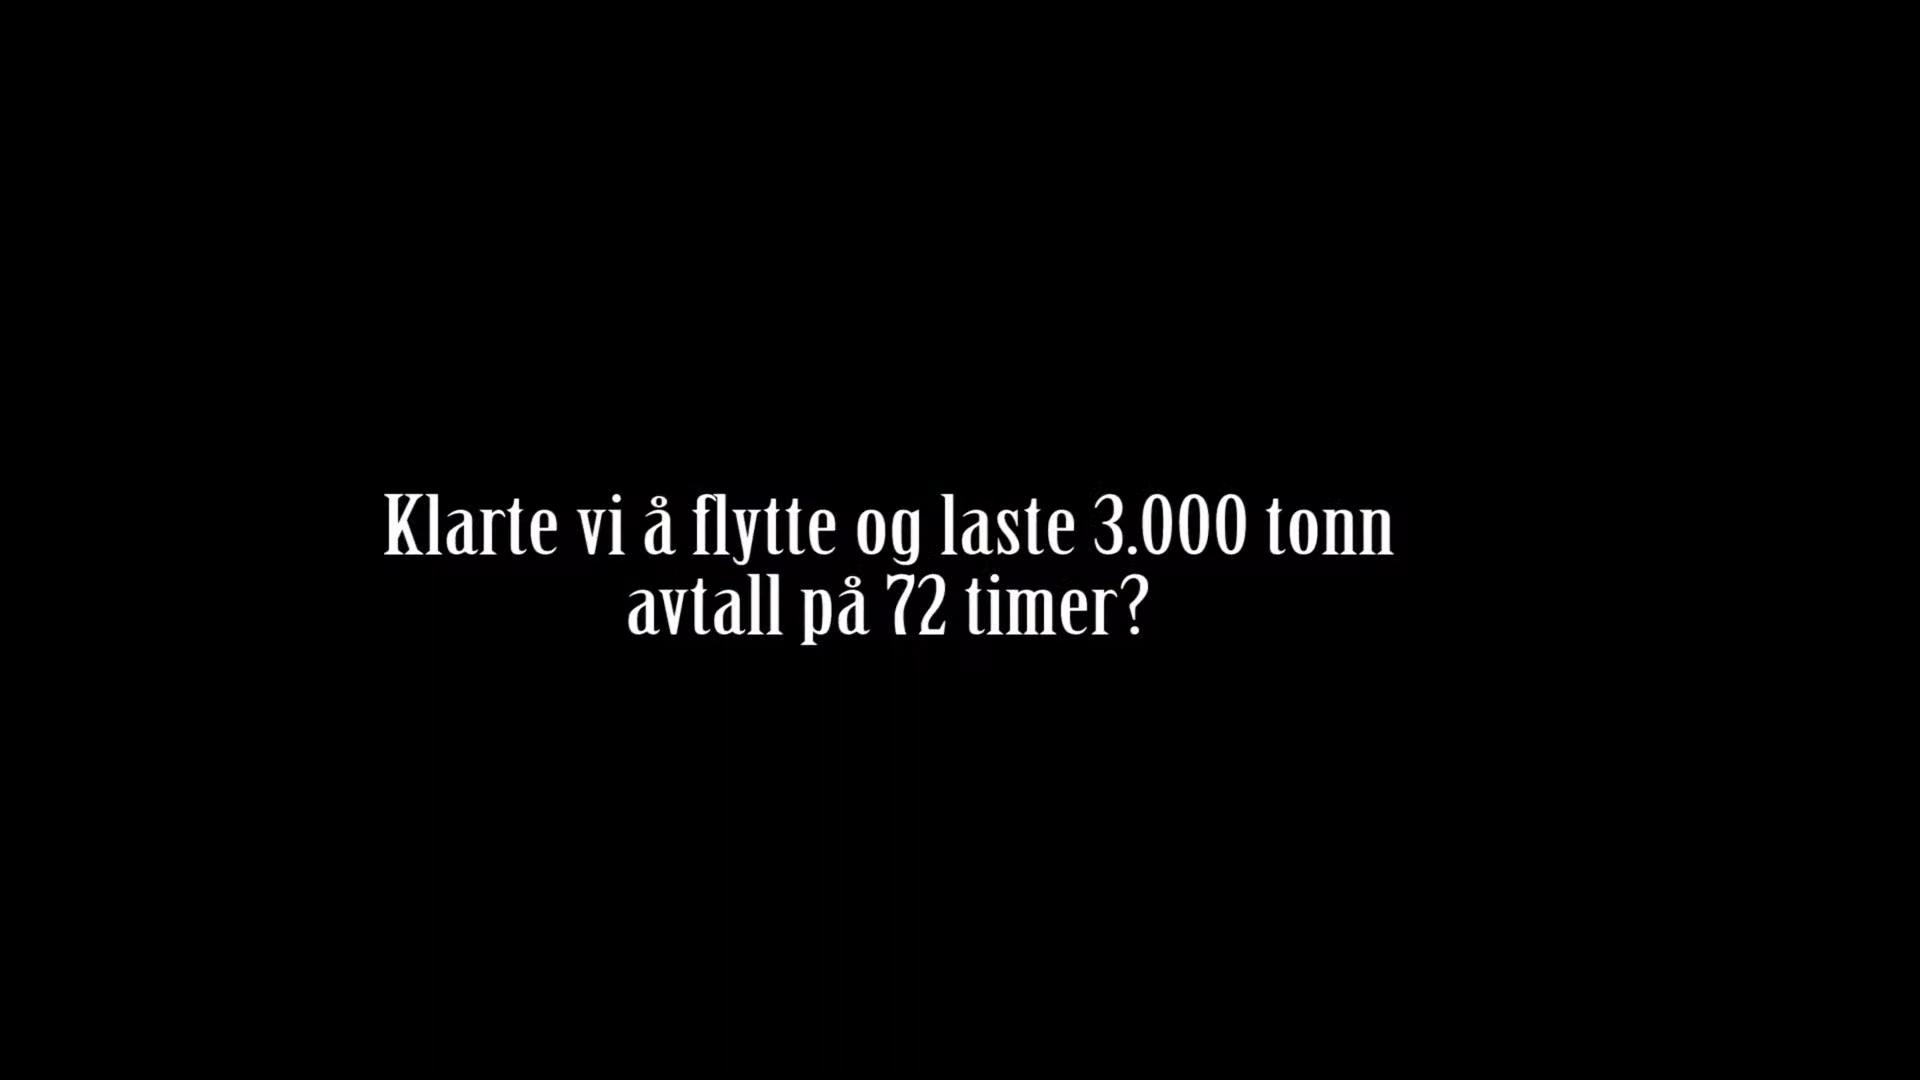 Klarte vi å flytte og laste 3.000 tonn
avtall på 72 timer?